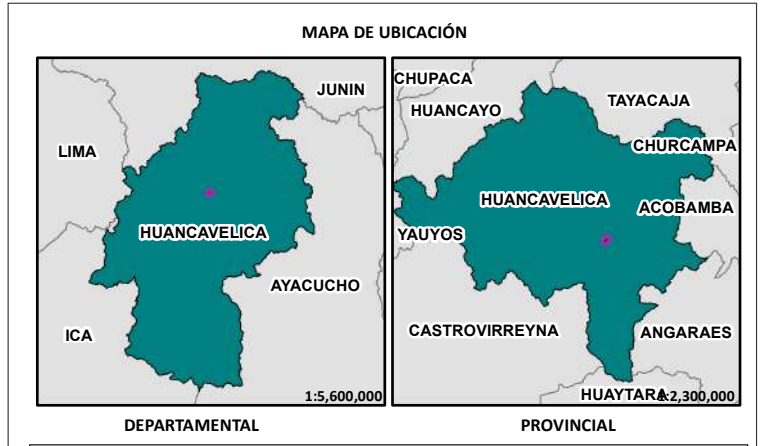 MAPA DE UBICACIÓN
JUNIN
LIMA
HUANCAVELICA
AYACUCHO
ICA
1:5,600,000
DEPARTAMENTAL
CHUPACA
HUANCAYO
TAYACAJA
CHURCAMPA
HUANCAVELICA
ACOBAMBA
YAUYOS
CASTROVIRREYNA
ANGARAES
HUAYTARA
1:2,300,000
PROVINCIAL